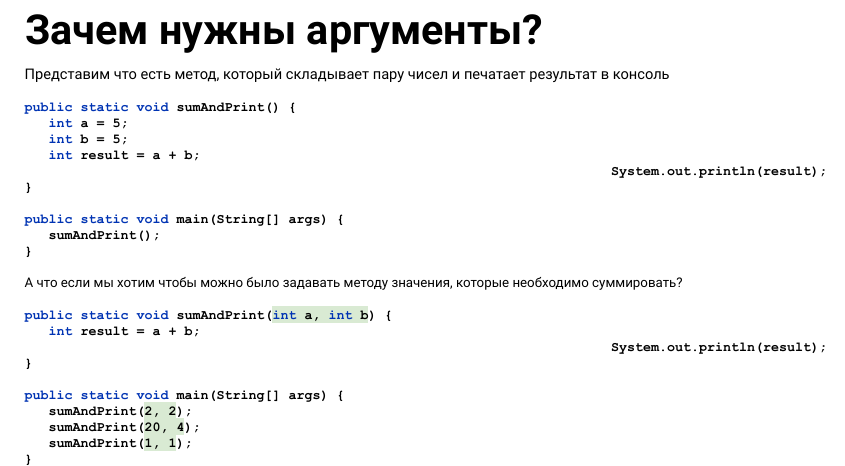 Зачем нужны аргументы?
Представим что есть метод, который складывает пару чисел и печатает результат в консоль
public static void sumAndPrint() {
int a = 5;
int b = 5;
int result = a + b;
System.out.println(result);
}
public static void main(String[] args) {
sumAndPrint();
}
А что если мы хотим чтобы можно было задавать методу значения, которые необходимо суммировать?
public static void sumAndPrint(int a, int b) {
int result = a + b;
System.out.println(result);
}
public static void main(String[] args) {
sumAndPrint(2, 2);
sumAndPrint(20, 4);
sumAndPrint(1, 1);
}